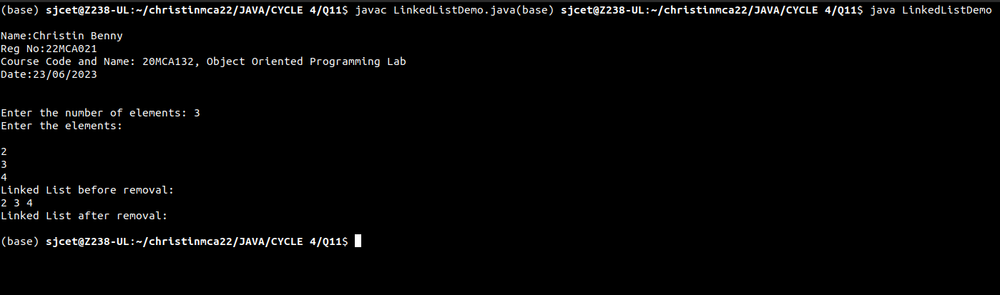 (base) sjcet@Z238-UL:~/christinmca22/JAVA/CYCLE 4/Q11$ javac LinkedListDemo.java(base) sjcet@Z238-UL:~/christinmca22/JAVA/CYCLE 4/Q11$ java LinkedListDemo
Name:Christin Benny
Reg No:22MCA021
Course Code and Name: 20MCA132, Object Oriented Programming Lab
Date:23/06/2023
Enter the number of elements: 3
Enter the elements:
2
3
4
Linked List before removal:
2 3 4
Linked List after removal:
(base) sjcet@Z238-UL:~/christinmca22/JAVA/CYCLE 4/Q11$